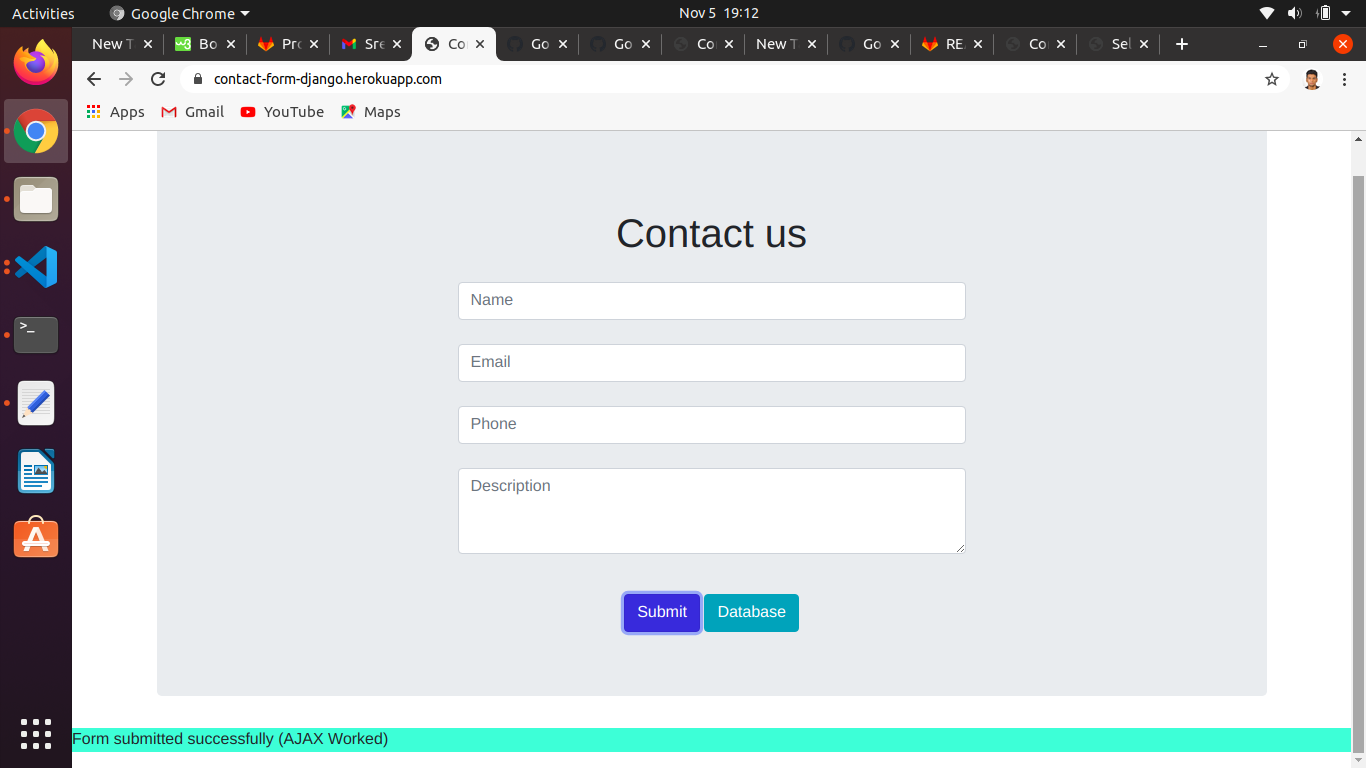 Activities
Google Chrome
Nov 5 19:12
New T
Bo
Pro
Sre
Co
Go
Go
Co
New T
Go
RE
Co
Sel
contact-form-django.herokuapp.com
Apps
Gmail
YouTube
Maps
Contact us
Name
Email
Phone
Description
Submit
Database
Form submitted successfully (AJAX Worked)